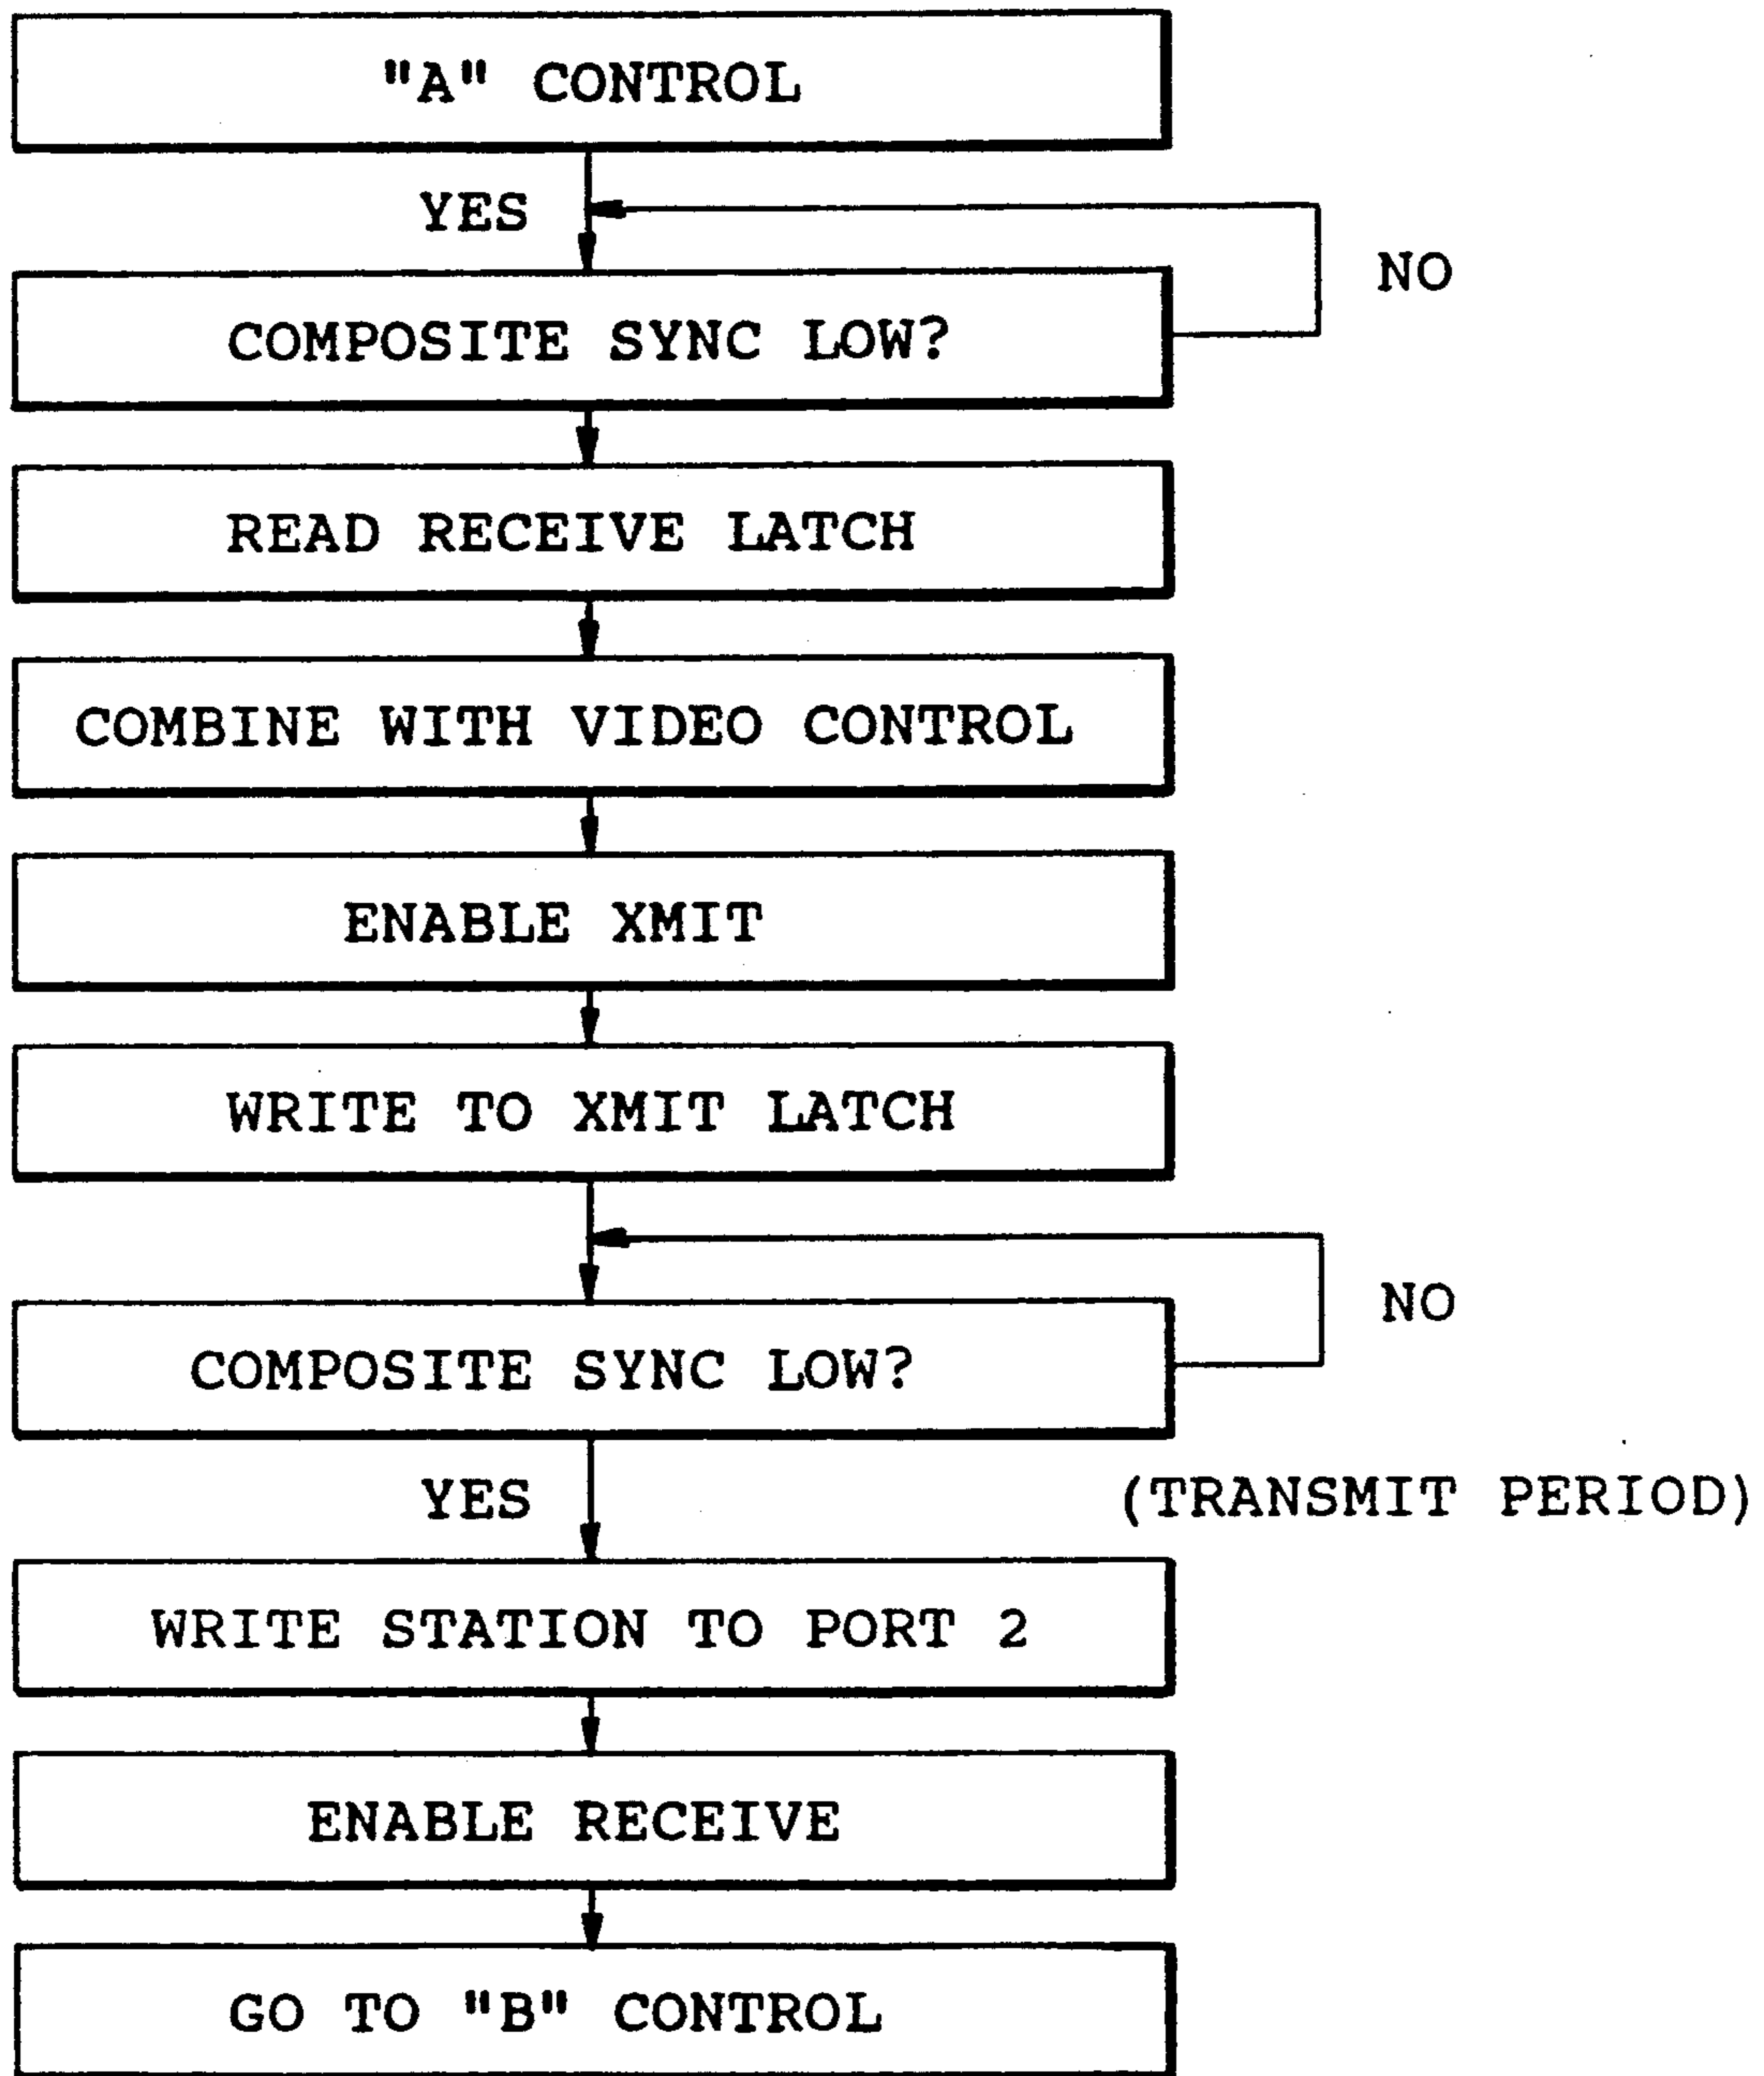 "A" CONTROL
YES
NO
COMPOSITE SYNC LOW?
READ RECEIVE LATCH
COMBINE WITH VIDEO CONTROL
ENABLE XMIT
WRITE TO XMIT LATCH
NO
COMPOSITE SYNC LOW?
YES
(TRANSMIT PERIOD)
WRITE STATION TO PORT 2
ENABLE RECEIVE
GO TO "B" CONTROL